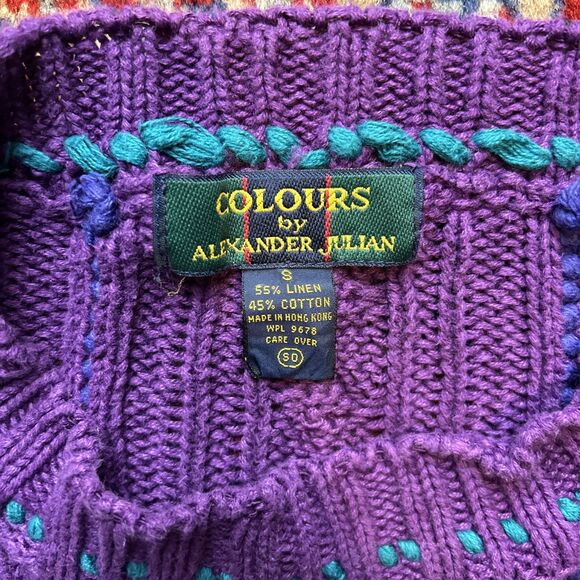 COLOURS
by
ALEXANDER JULIAN
S
55% LINEN
45% COTTON
MADE IN HONG KONG
WPL 9678
CARE OVER
SO